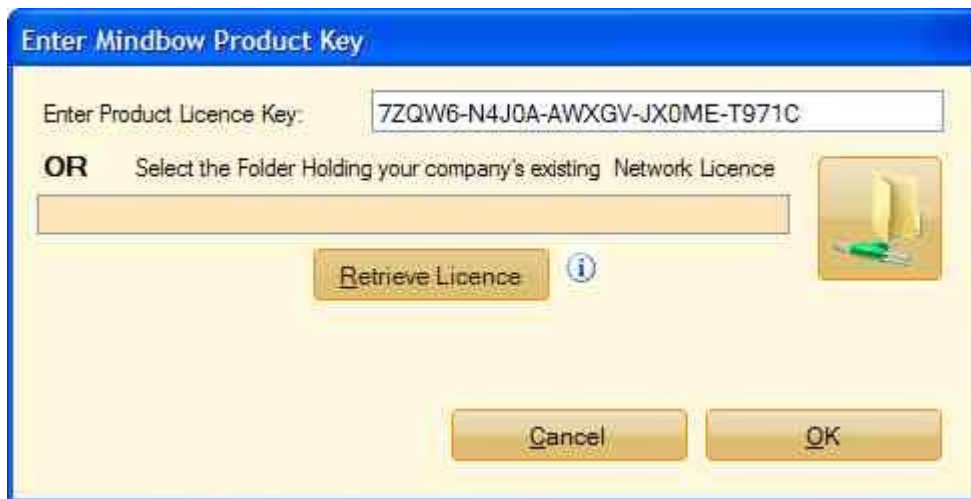 Enter Mindbow Product Key
Enter Product Licence Key: 7ZQW6-N4J0A-AWXGV-JX0ME-T971C
OR Select the Folder Holding your company's existing Network Licence
Retrieve Licence
Cancel OK